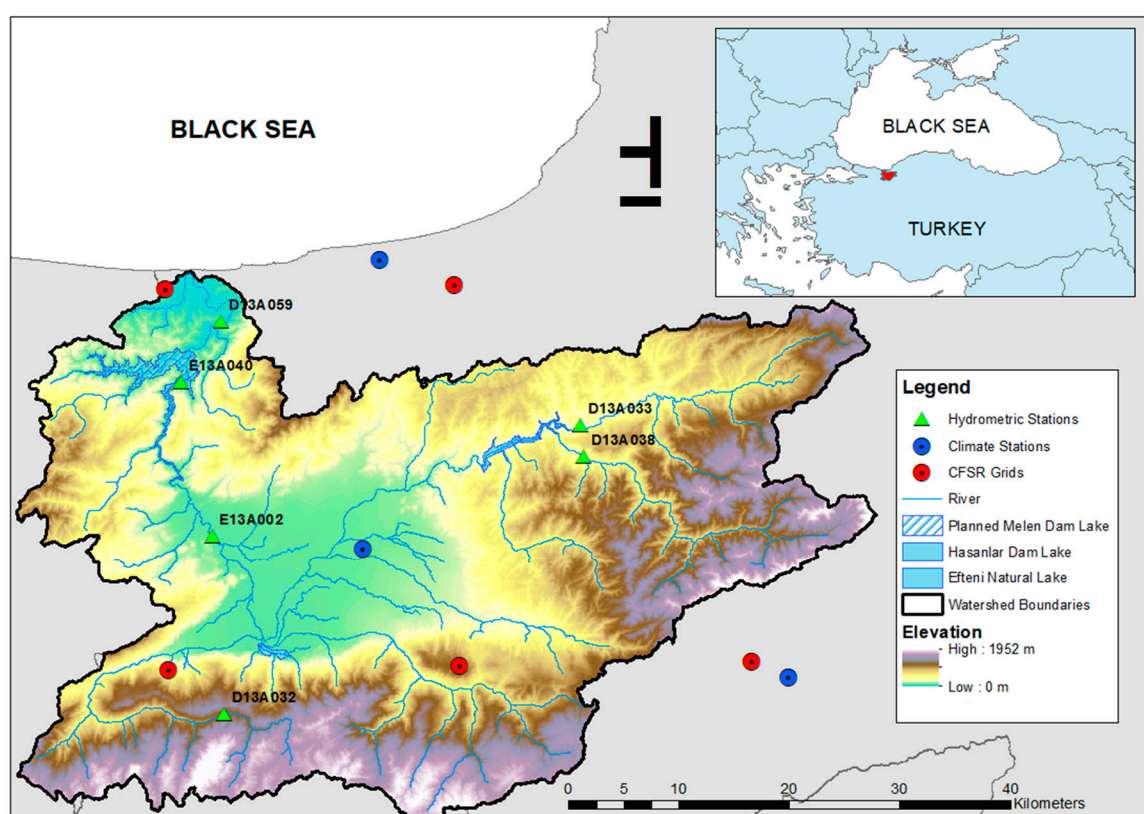 BLACK SEA
BLACK SEA
TURKEY
D13A059
E13A040
D13A033
D13A038
E13A002
D13A032
Legend
Hydrometric Stations
Climate Stations
CFSR Grids
River
Planned Melen Dam Lake
Hasanlar Dam Lake
Efteni Natural Lake
Watershed Boundaries
Elevation
High : 1952 m
Low : 0 m
0 5 10 20 30 40
Kilometers